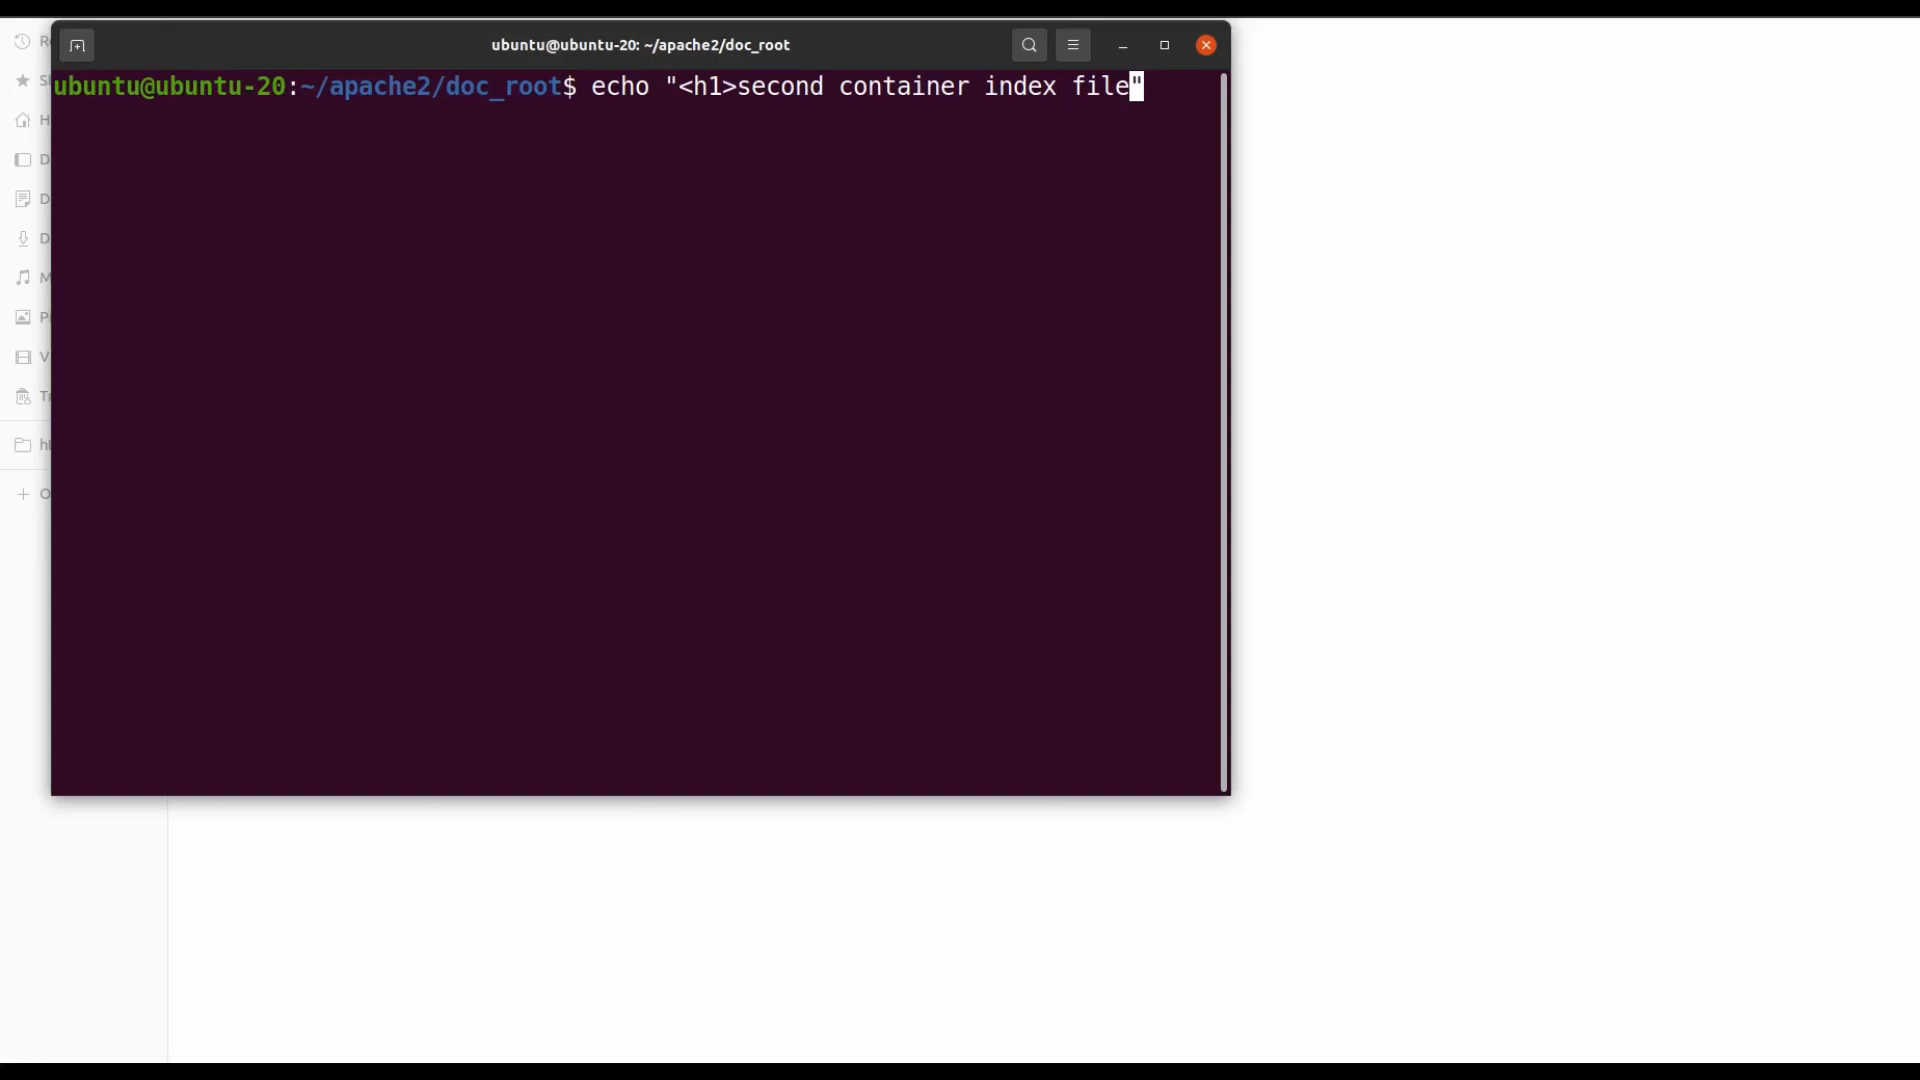 ubuntu@ubuntu-20: ~/apache2/doc_root
ubuntu@ubuntu-20:~/apache2/doc_root$ echo "<h1>second container index file"